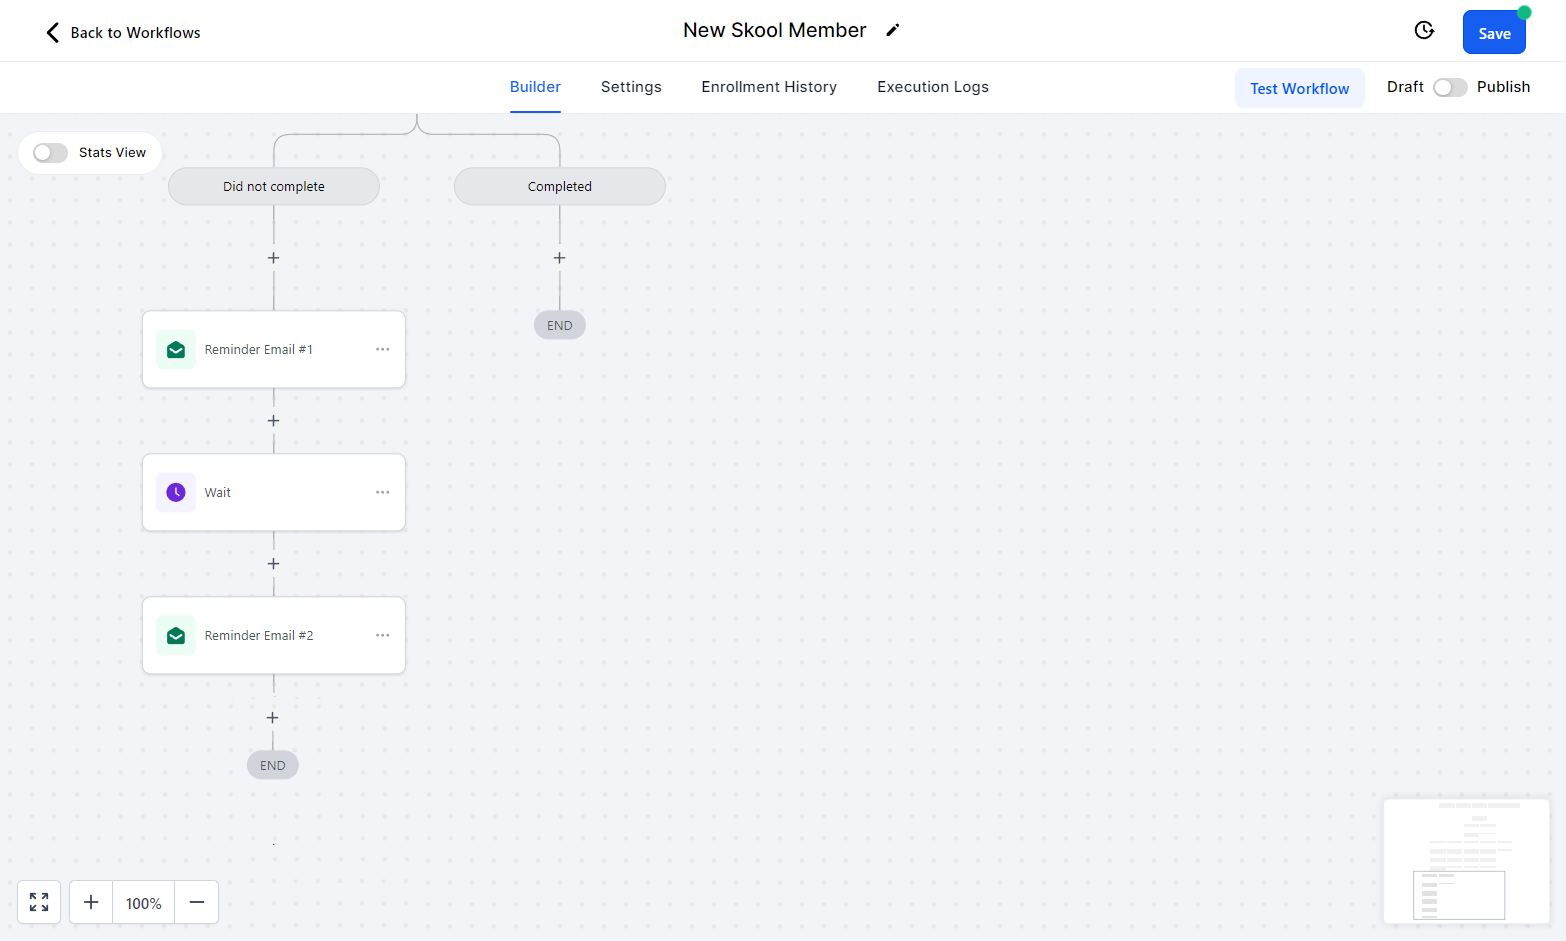 Back to Workflows
New Skool Member
Save
Builder
Settings
Enrollment History
Execution Logs
Test Workflow
Draft
Publish
Stats View
Did not complete
Completed
Reminder Email #1
END
Wait
Reminder Email #2
END
100%